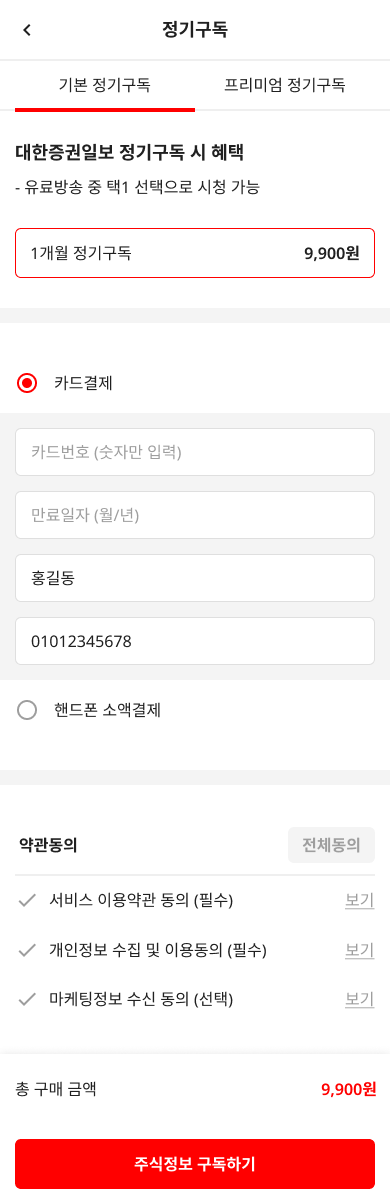 정기구독
기본 정기구독 프리미엄 정기구독
대한증권일보 정기구독 시 혜택
- 유료방송 중 택1 선택으로 시청 가능
1개월 정기구독 9,900원
카드결제
카드번호 (숫자만 입력)
만료일자 (월/년)
홍길동
01012345678
핸드폰 소액결제
약관동의 전체동의
서비스 이용약관 동의 (필수) 보기
개인정보 수집 및 이용동의 (필수) 보기
마케팅정보 수신 동의 (선택) 보기
총 구매 금액 9,900원
주식정보 구독하기